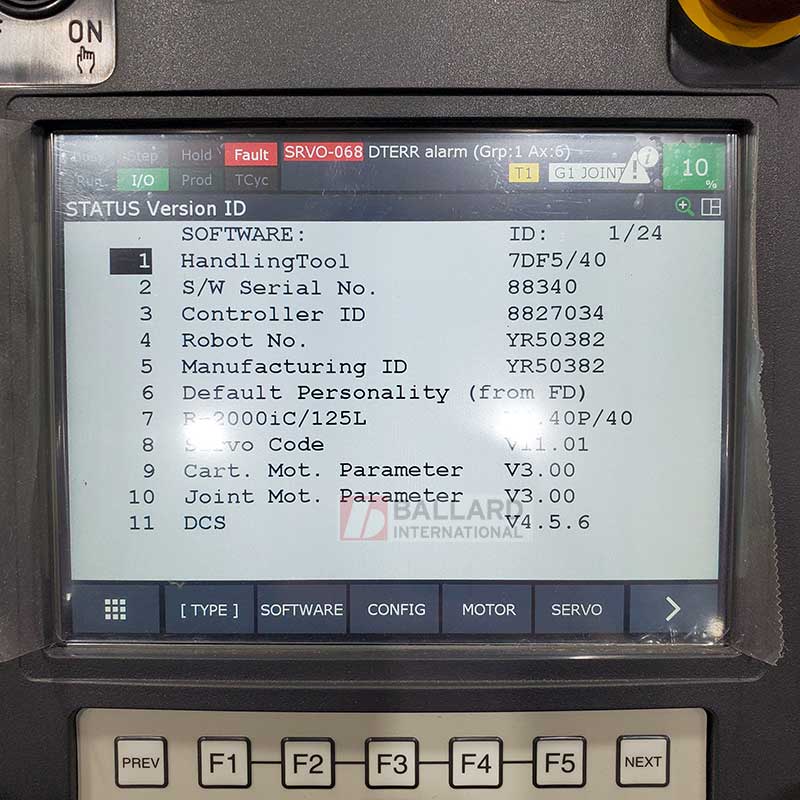 ON
Busy Step Hold Fault SRVO-068 DTERR alarm (Grp:1 Ax:6)
Run I/O Prod TCyc T1 G1 JOINT 10 %
STATUS Version ID
SOFTWARE: ID: 1/24
1 HandlingTool 7DF5/40
2 S/W Serial No. 88340
3 Controller ID 8827034
4 Robot No. YR50382
5 Manufacturing ID YR50382
6 Default Personality (from FD)
7 R-2000iC/125L .40P/40
8 Servo Code V11.01
9 Cart. Mot. Parameter V3.00
10 Joint Mot. Parameter V3.00
11 DCS V4.5.6
BALLARD
INTERNATIONAL
[ TYPE ] SOFTWARE CONFIG MOTOR SERVO >
PREV F1 F2 F3 F4 F5 NEXT